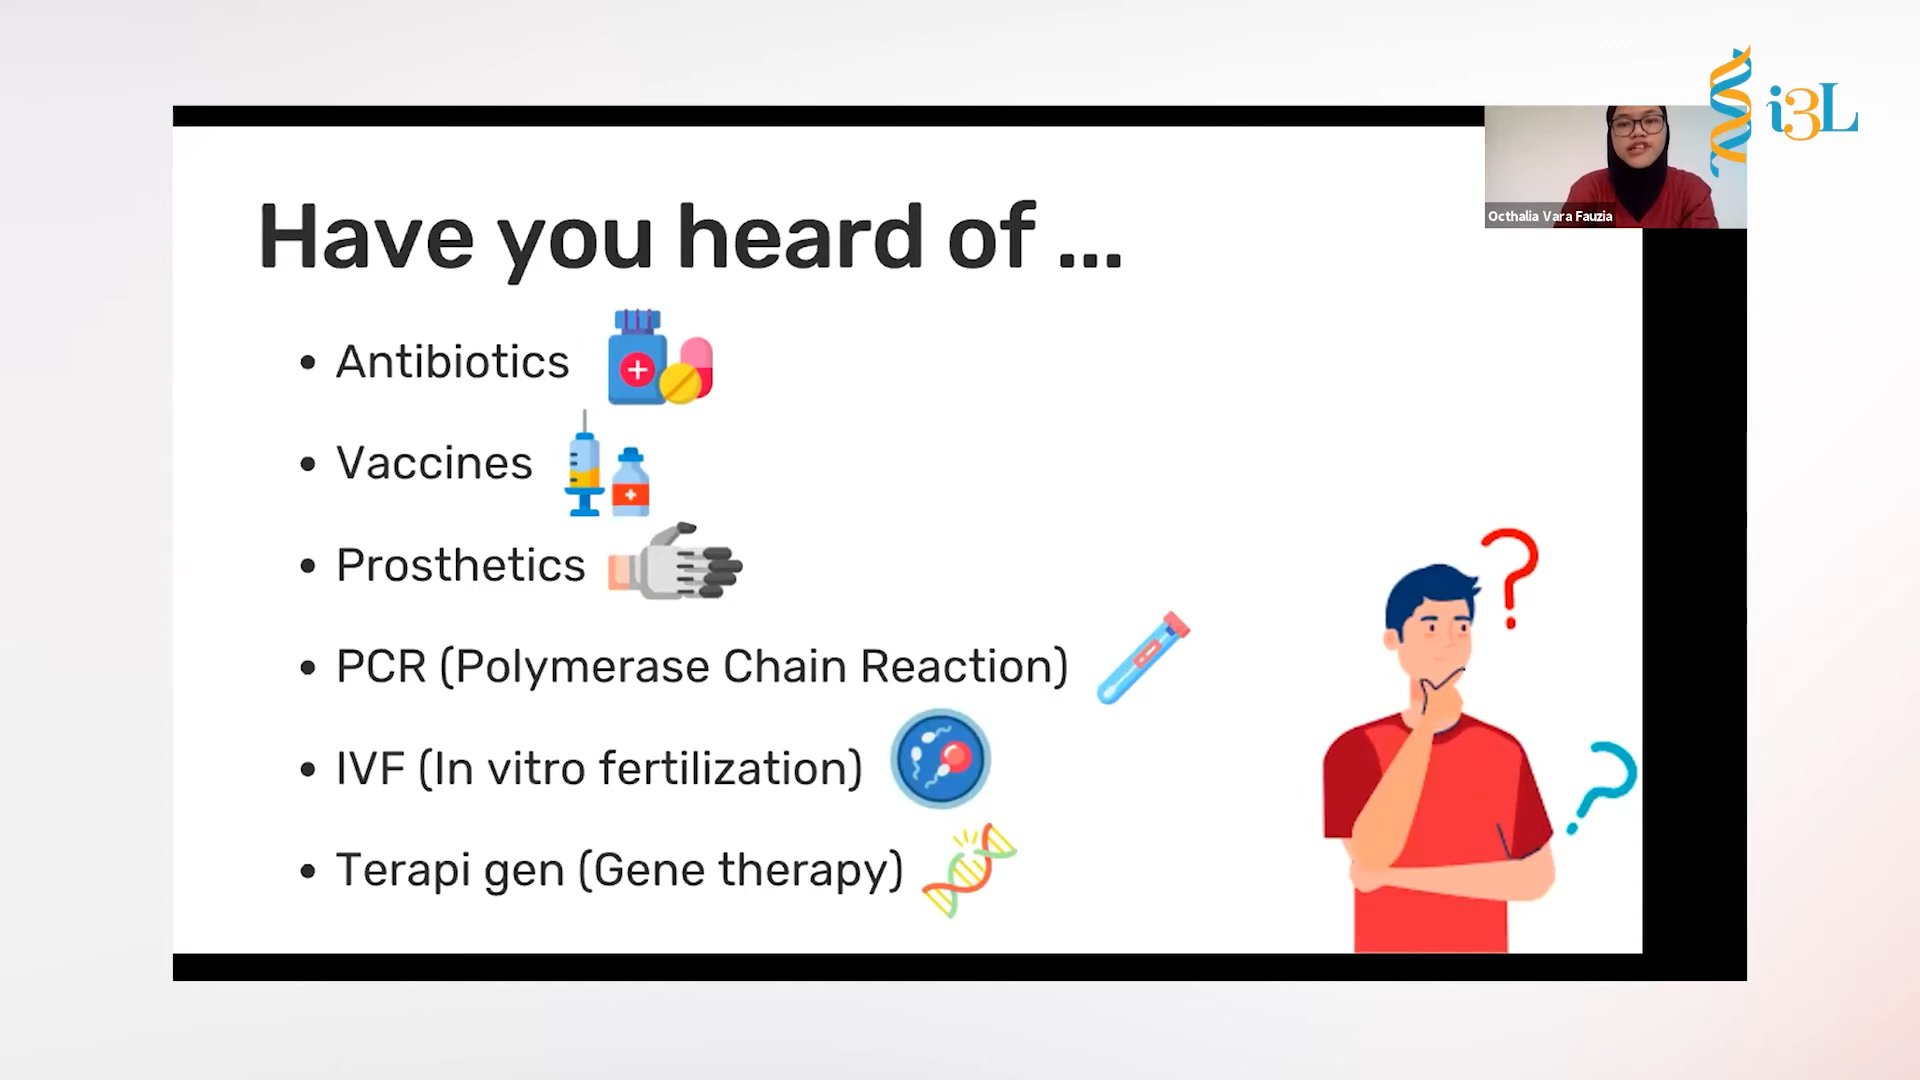 i3L
Octhalia Vara Fauzia
Have you heard of ...
• Antibiotics
• Vaccines
• Prosthetics
• PCR (Polymerase Chain Reaction)
• IVF (In vitro fertilization)
• Terapi gen (Gene therapy)